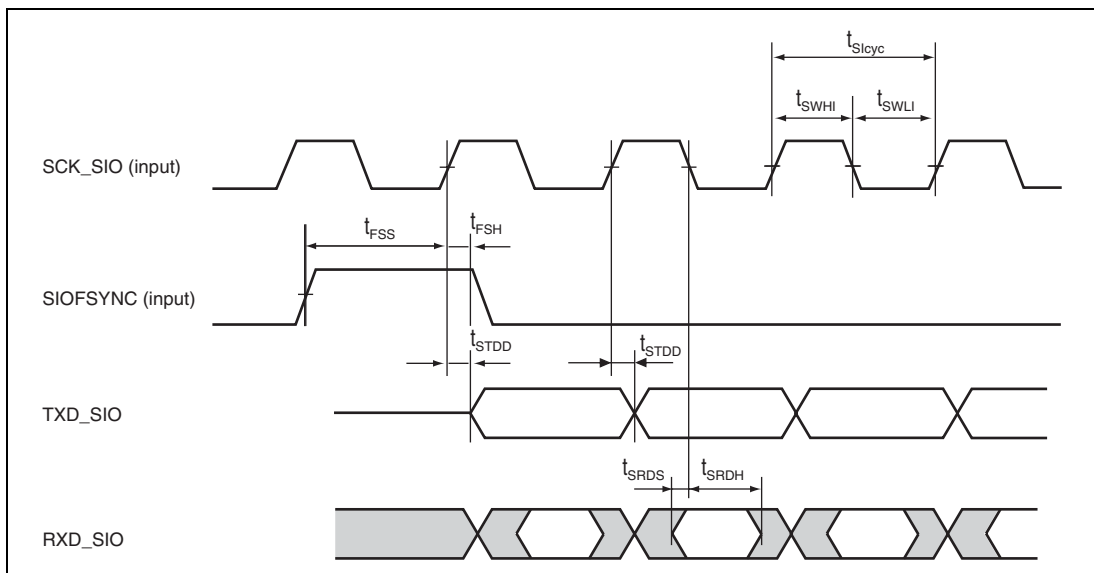 tSIcyc
tSWHI
tSWLI
SCK_SIO (input)
tFSS
tFSH
SIOFSYNC (input)
tSTDD
tSTDD
TXD_SIO
tSRDS
tSRDH
RXD_SIO